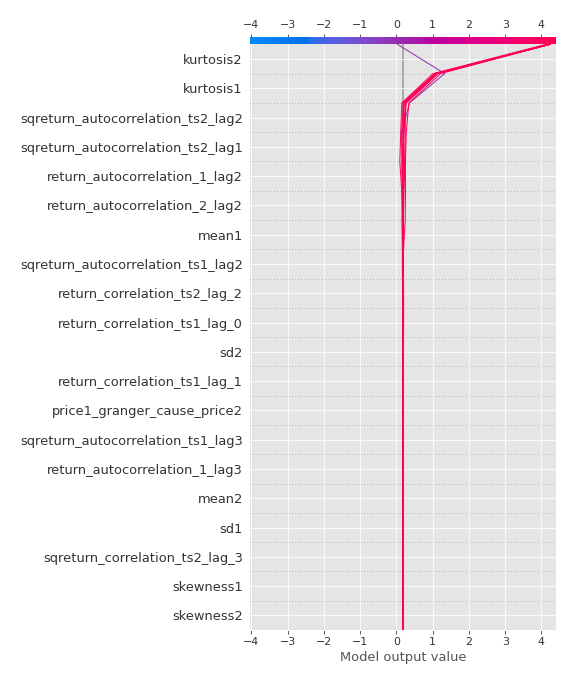 −4 −3 −2 −1 0 1 2 3 4
kurtosis2
kurtosis1
sqreturn_autocorrelation_ts2_lag2
sqreturn_autocorrelation_ts2_lag1
return_autocorrelation_1_lag2
return_autocorrelation_2_lag2
mean1
sqreturn_autocorrelation_ts1_lag2
return_correlation_ts2_lag_2
return_correlation_ts1_lag_0
sd2
return_correlation_ts1_lag_1
price1_granger_cause_price2
sqreturn_autocorrelation_ts1_lag3
return_autocorrelation_1_lag3
mean2
sd1
sqreturn_correlation_ts2_lag_3
skewness1
skewness2
−4 −3 −2 −1 0 1 2 3 4
Model output value